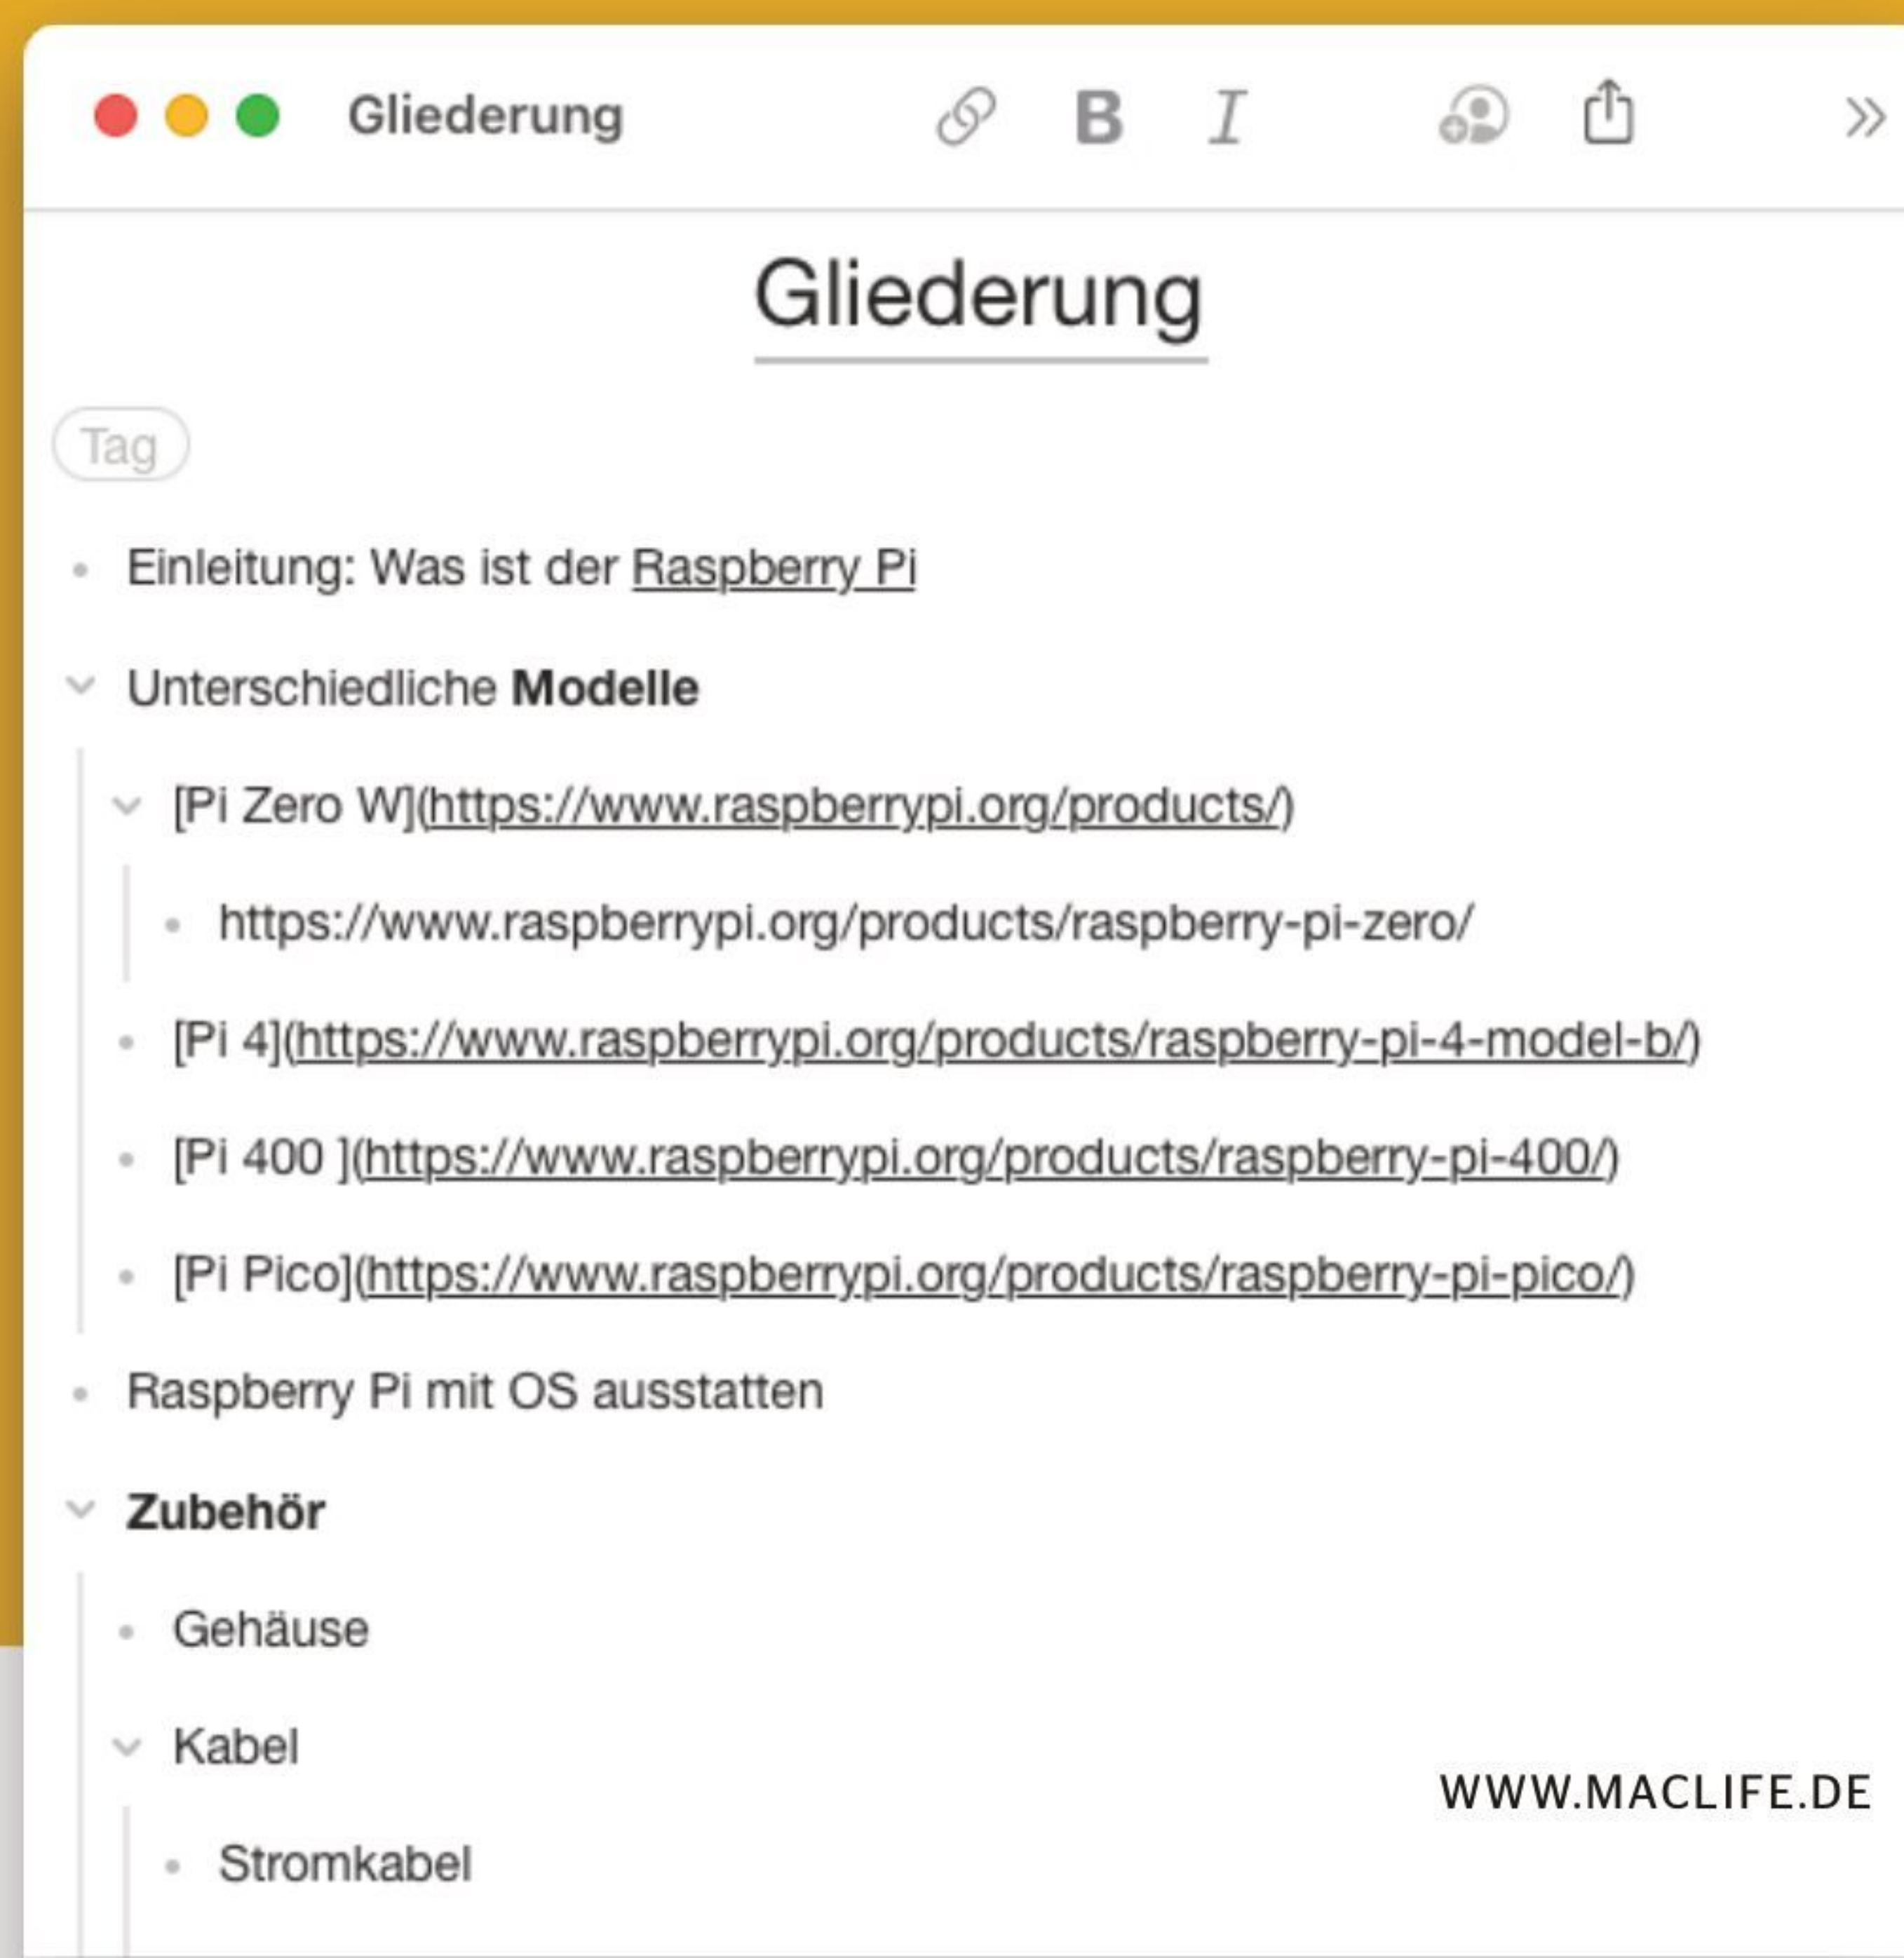 Gliederung
B I
Gliederung
Tag
Einleitung: Was ist der Raspberry Pi
Unterschiedliche Modelle
[Pi Zero W](https://www.raspberrypi.org/products/)
https://www.raspberrypi.org/products/raspberry-pi-zero/
[Pi 4](https://www.raspberrypi.org/products/raspberry-pi-4-model-b/)
[Pi 400 ](https://www.raspberrypi.org/products/raspberry-pi-400/)
[Pi Pico](https://www.raspberrypi.org/products/raspberry-pi-pico/)
Raspberry Pi mit OS ausstatten
Zubehör
Gehäuse
Kabel
WWW.MACLIFE.DE
Stromkabel